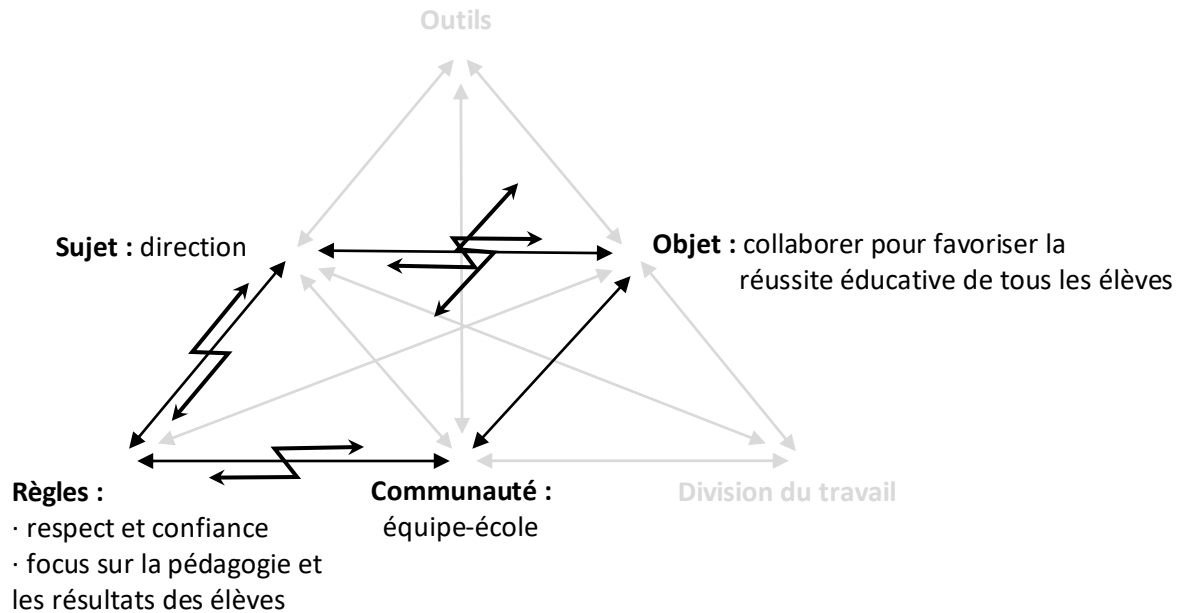 Outils
Sujet : direction
Objet : collaborer pour favoriser la
réussite éducative de tous les élèves
Règles :
· respect et confiance
· focus sur la pédagogie et
les résultats des élèves
Communauté :
équipe-école
Division du travail